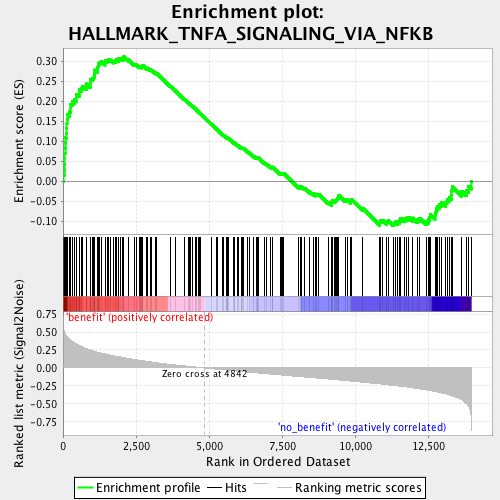 Enrichment plot:
HALLMARK_TNFA_SIGNALING_VIA_NFKB
Enrichment score (ES)
0.30
0.25
0.20
0.15
0.10
0.05
0.00
-0.05
-0.10
Ranked list metric (Signal2Noise)
0.75
0.50
0.25
0.00
-0.25
-0.50
-0.75
'benefit' (positively correlated)
Zero cross at 4842
'no_benefit' (negatively correlated)
0
2,500
5,000
7,500
10,000
12,500
Rank in Ordered Dataset
Enrichment profile
Hits
Ranking metric scores